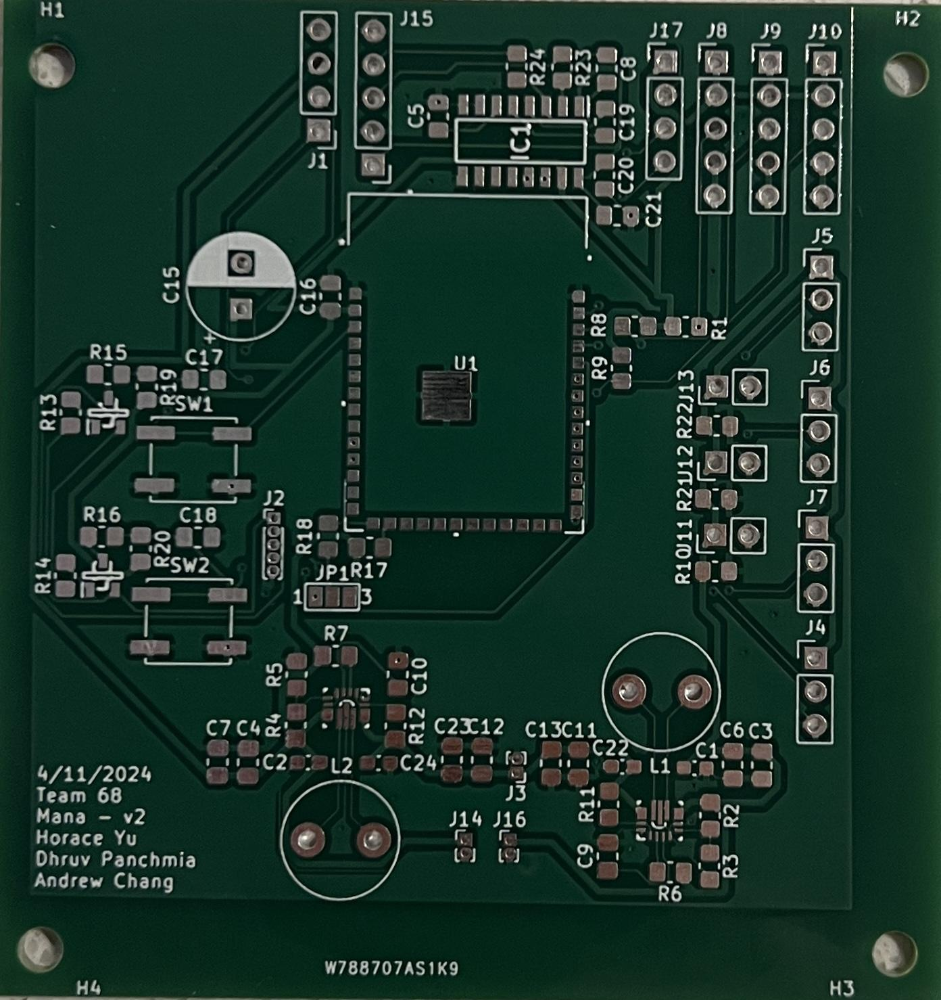 H1
H2
J15
J17 J8 J9 J10
R24 R23 C8
C5
C19
IC1
J1
C20
C21
J5
C15
C16
R8
R1
R15 C17
U1
R9
J6
R13 R19
J13
SW1
R22
J12
J2
J7
R21
R16 C18
R18
R20
J11
R14
SW2
JP1 R17
R10
1 3
J4
R7
R5
C10
R4
R12
C7 C4
C23 C12 C13 C11
C22 C1 C6 C3
C2 L2 C24
L1
J3
R11
R2
J14 J16
C9
R3
R6
4/11/2024
Team 68
Mana - v2
Horace Yu
Dhruv Panchmia
Andrew Chang
W788707AS1K9
H4
H3